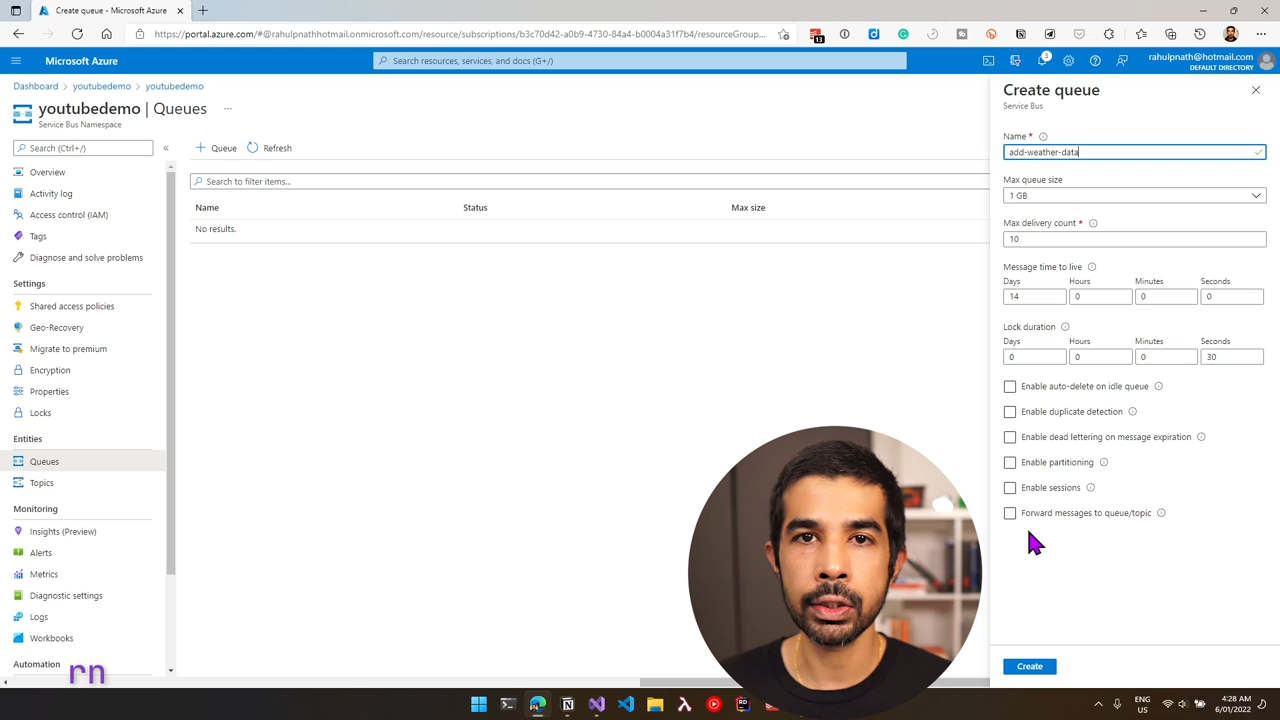 Create queue - Microsoft Azure
https://portal.azure.com/#@rahulpnathhotmail.onmicrosoft.com/resource/subscriptions/b3c70d42-a0b9-4730-84a4-b0004a31f7b4/resourceGroup...
13
Microsoft Azure
Search resources, services, and docs (G+/)
3
rahulpnath@hotmail.com
DEFAULT DIRECTORY
Dashboard > youtubedemo > youtubedemo
youtubedemo | Queues ...
Service Bus Namespace
Search (Ctrl+/)
«
Overview
Activity log
Access control (IAM)
Tags
Diagnose and solve problems
Settings
Shared access policies
Geo-Recovery
Migrate to premium
Encryption
Properties
Locks
Entities
Queues
Topics
Monitoring
Insights (Preview)
Alerts
Metrics
Diagnostic settings
Logs
Workbooks
Automation
+ Queue Refresh
Search to filter items...
Name Status Max size
No results.
Create queue
Service Bus
Name *
add-weather-data
Max queue size
1 GB
Max delivery count *
10
Message time to live
Days Hours Minutes Seconds
14 0 0 0
Lock duration
Days Hours Minutes Seconds
0 0 0 30
Enable auto-delete on idle queue
Enable duplicate detection
Enable dead lettering on message expiration
Enable partitioning
Enable sessions
Forward messages to queue/topic
Create
rn
RD
ENG
US
4:28 AM
6/01/2022